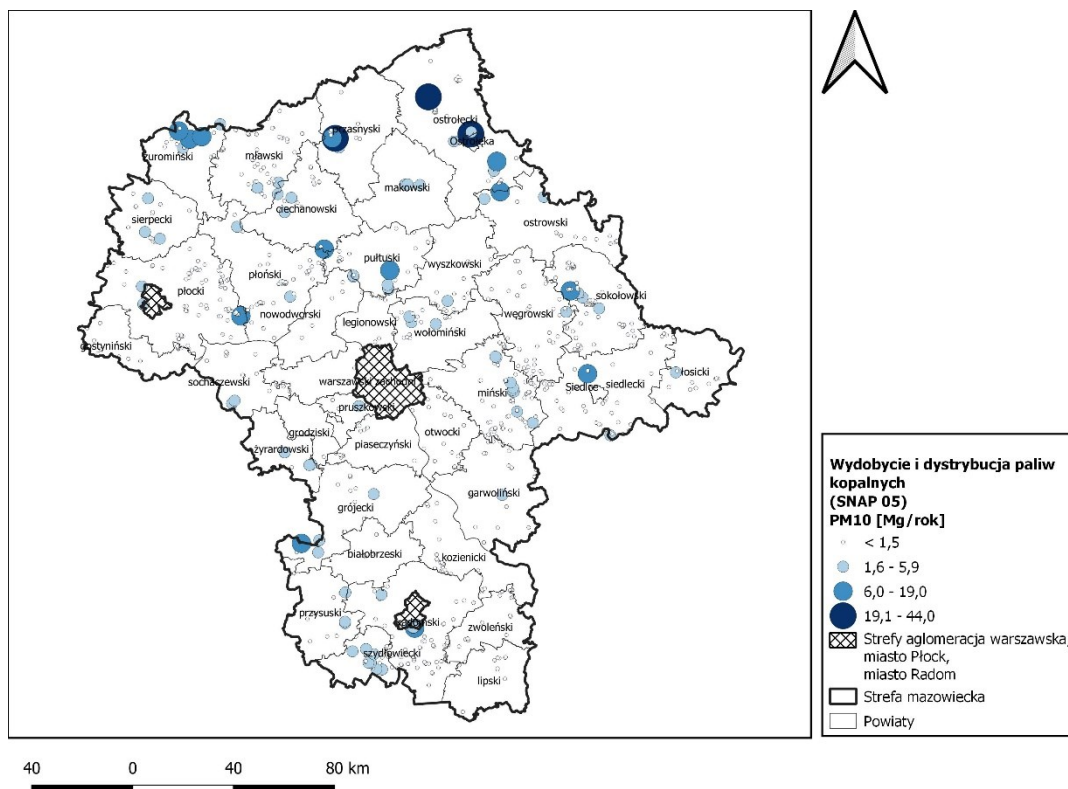 ostrołęcki
przasnyski
Ostrołęka
żuromiński
mławski
makowski
ciechanowski
sierpecki
ostrowski
pułtuski
wyszkowski
płoński
płocki
sokołowski
nowodworski
legionowski
węgrowski
wołomiński
gostyniński
sochaczewski
warszawski zachodni
Siedlce
siedlecki
łosicki
miński
pruszkowski
grodziski
otwocki
piaseczyński
żyrardowski
garwoliński
grójecki
białobrzeski
kozienicki
przysuski
radomski
zwoleński
szydłowiecki
lipski
Wydobycie i dystrybucja paliw
kopalnych
(SNAP 05)
PM10 [Mg/rok]
< 1,5
1,6 - 5,9
6,0 - 19,0
19,1 - 44,0
Strefy aglomeracja warszawska,
miasto Płock,
miasto Radom
Strefa mazowiecka
Powiaty
40 0 40 80 km